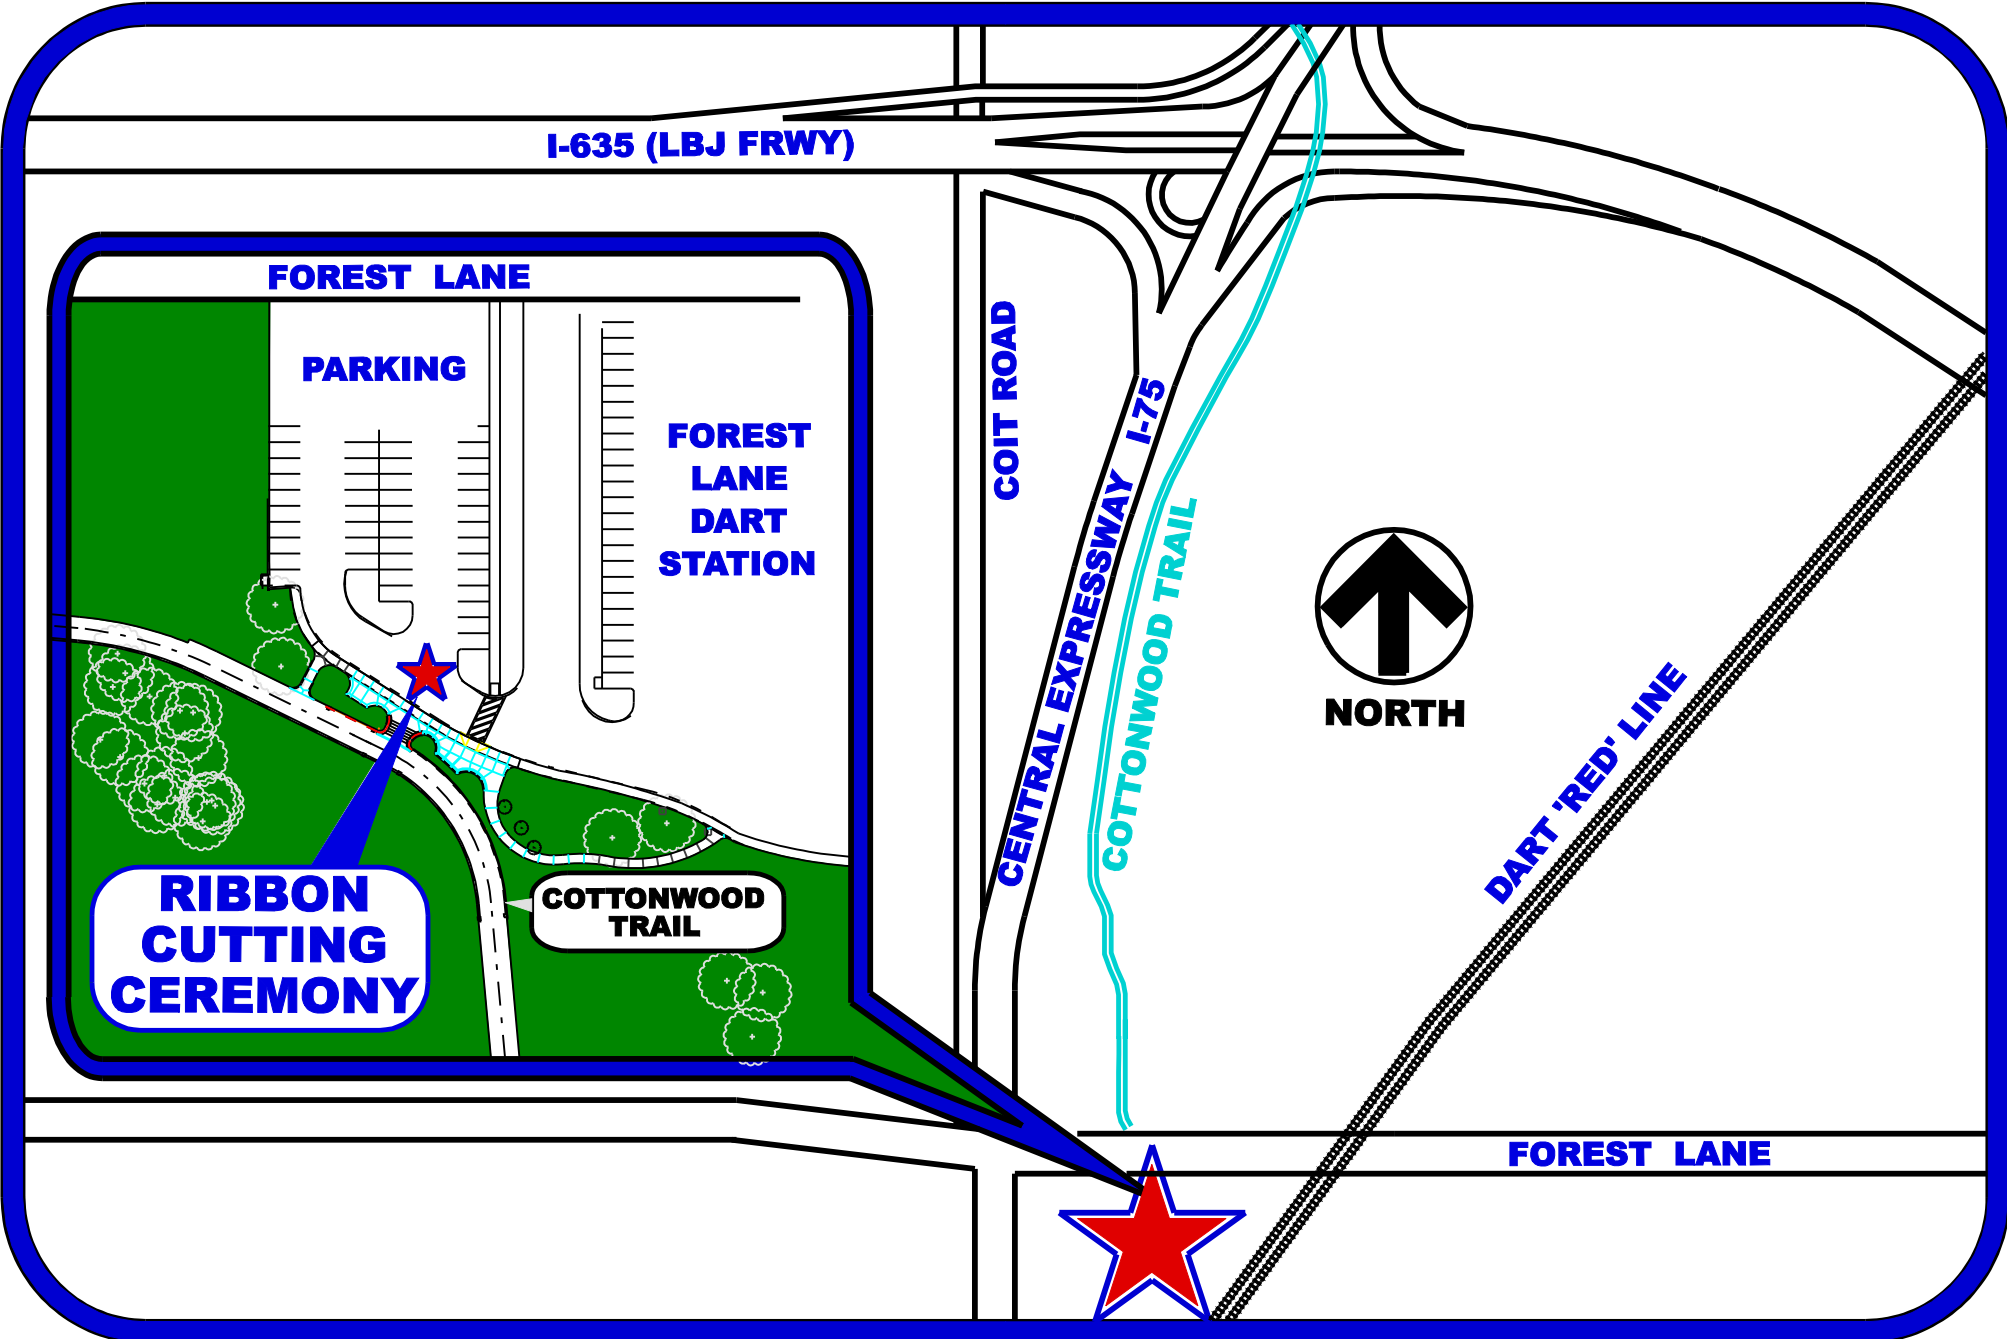 I-635 (LBJ FRWY)
FOREST LANE
PARKING
FOREST
LANE
DART
STATION
COIT ROAD
CENTRAL EXPRESSWAY I-75
COTTONWOOD TRAIL
NORTH
DART 'RED' LINE
RIBBON
CUTTING
CEREMONY
COTTONWOOD
TRAIL
FOREST LANE